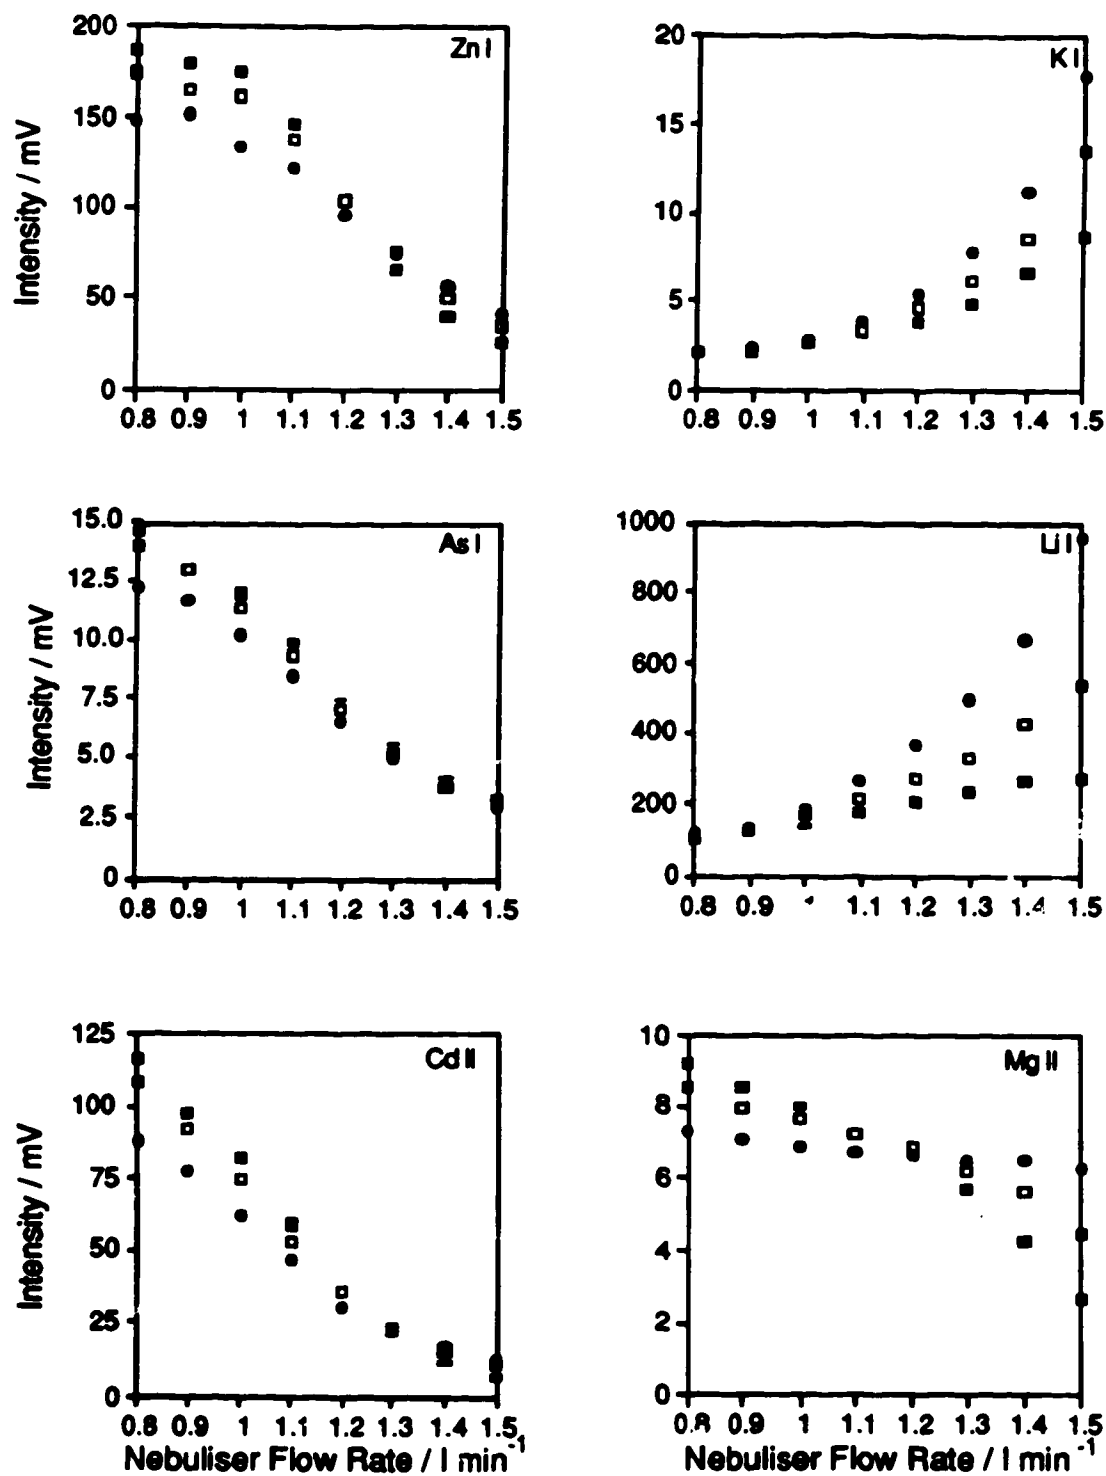 Zn I
200
150
100
50
0
Intensity / mV
0.8 0.9 1 1.1 1.2 1.3 1.4 1.5
K I
20
15
10
5
0
0.8 0.9 1 1.1 1.2 1.3 1.4 1.5
As I
15.0
12.5
10.0
7.5
5.0
2.5
0
Intensity / mV
0.8 0.9 1 1.1 1.2 1.3 1.4 1.5
Li I
1000
800
600
400
200
0
0.8 0.9 1 1.1 1.2 1.3 1.4 1.5
Cd II
125
100
75
50
25
0
Intensity / mV
0.8 0.9 1 1.1 1.2 1.3 1.4 1.5
Nebuliser Flow Rate / l min⁻¹
Mg II
10
8
6
4
2
0
0.8 0.9 1 1.1 1.2 1.3 1.4 1.5
Nebuliser Flow Rate / l min⁻¹